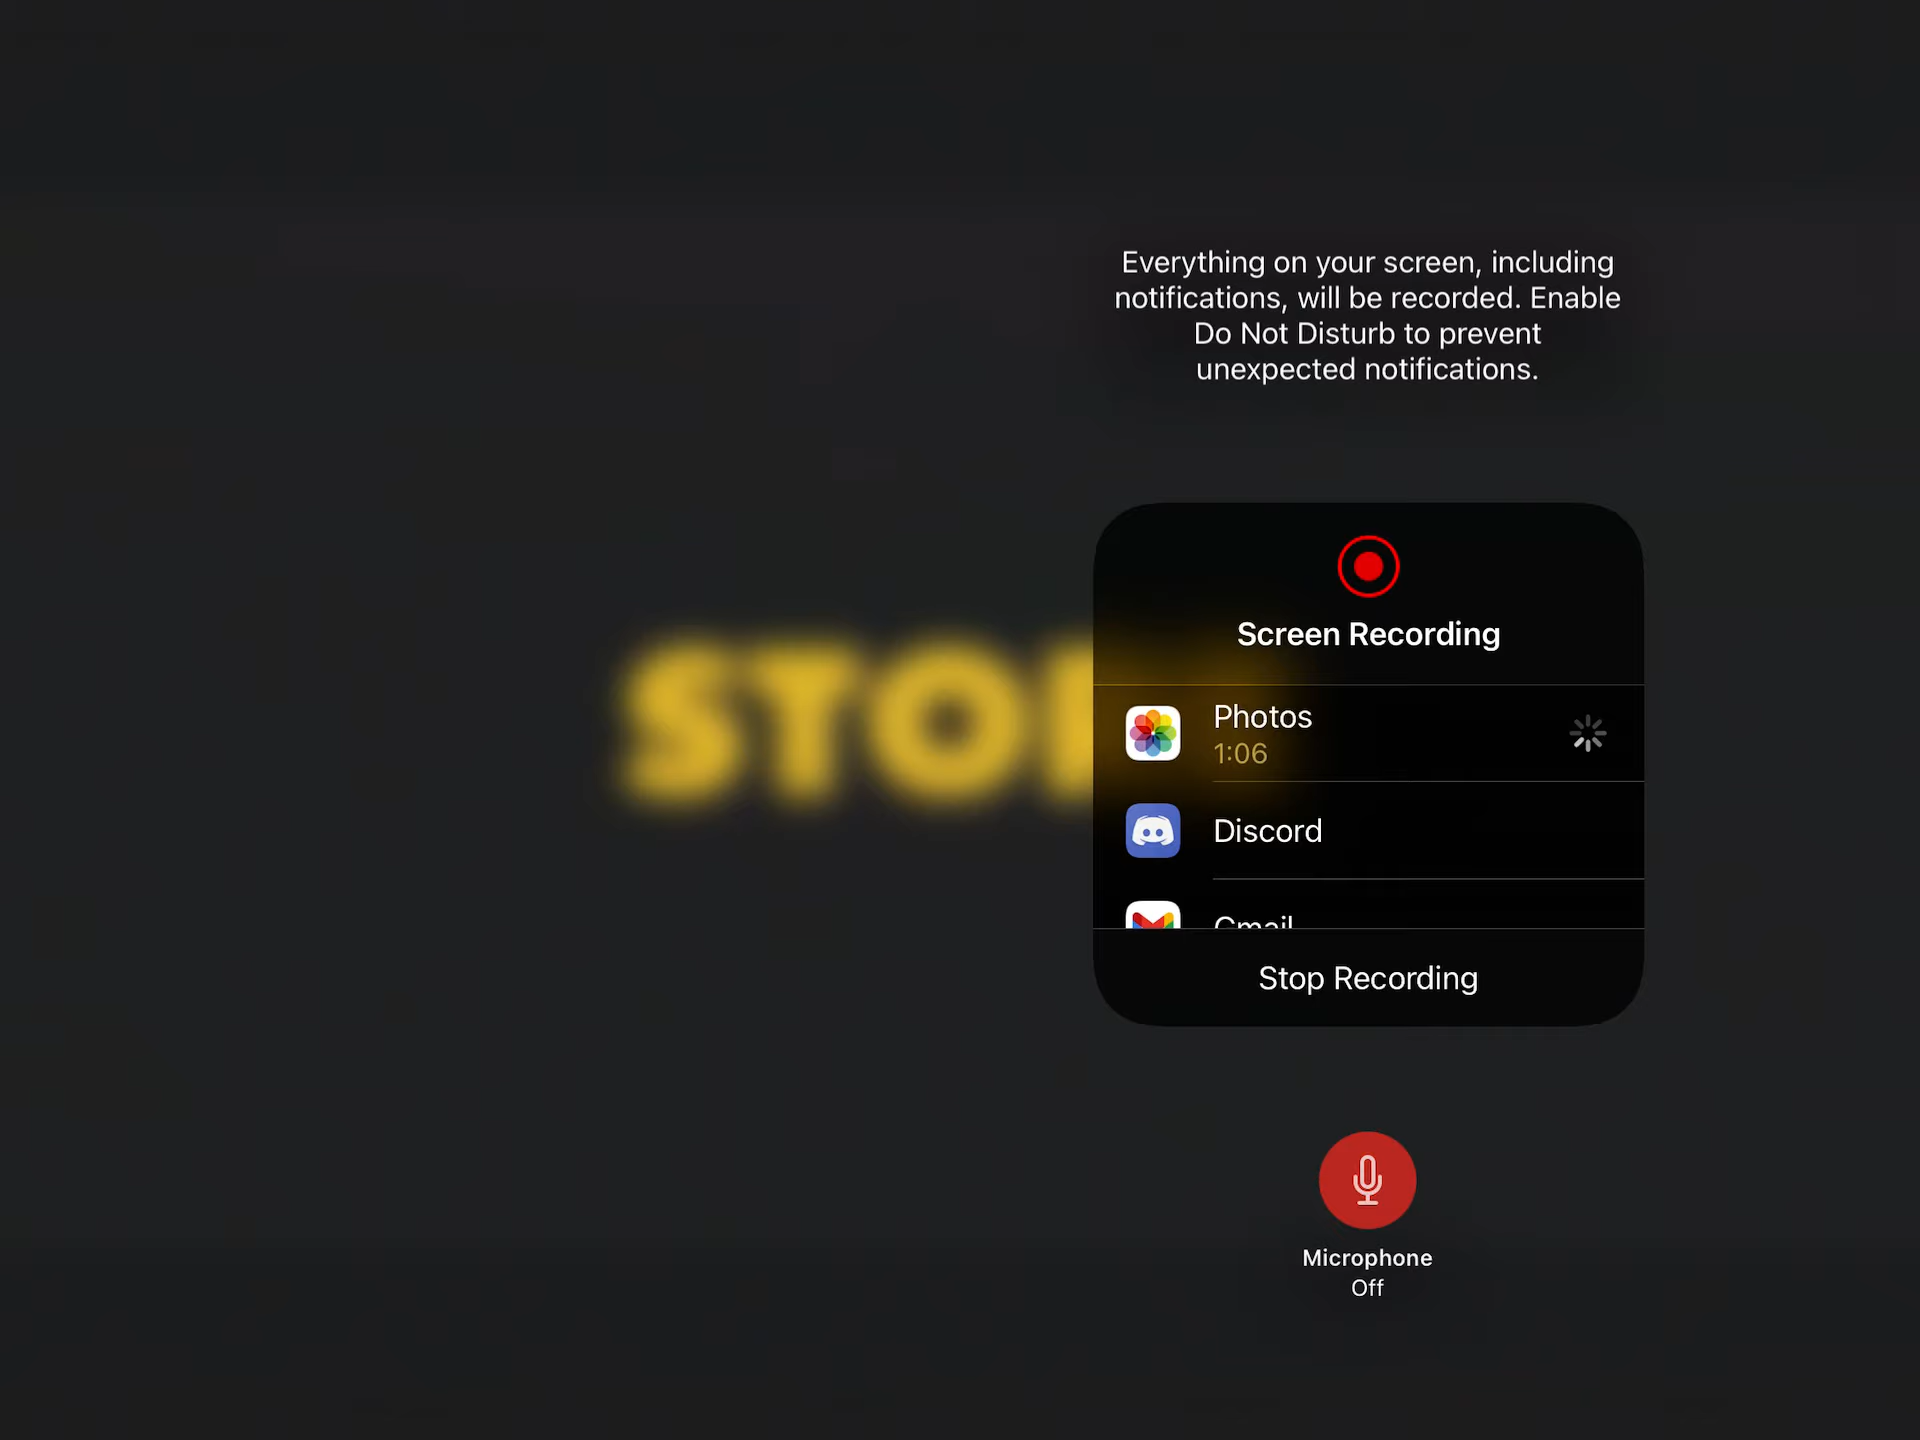 Everything on your screen, including
notifications, will be recorded. Enable
Do Not Disturb to prevent
unexpected notifications.
Screen Recording
Photos
1:06
Discord
Gmail
Stop Recording
Microphone
Off